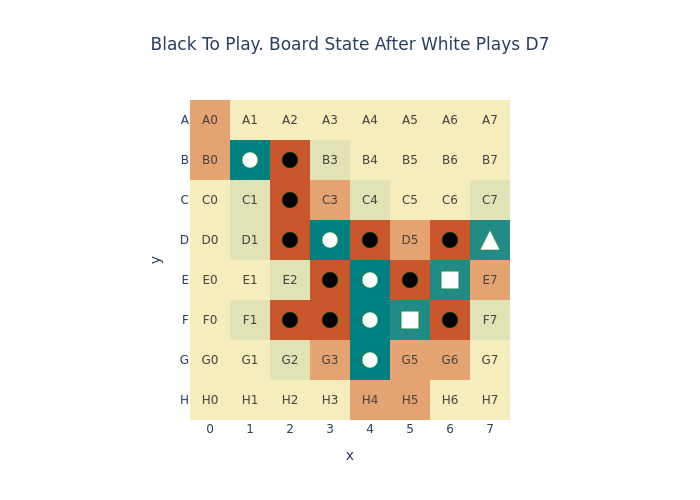 Black To Play. Board State After White Plays D7
A A0 A1 A2 A3 A4 A5 A6 A7
B B0 B3 B4 B5 B6 B7
C C0 C1 C3 C4 C5 C6 C7
D D0 D1 D5
E E0 E1 E2 E7
F F0 F1 F7
G G0 G1 G2 G3 G5 G6 G7
H H0 H1 H2 H3 H4 H5 H6 H7
0 1 2 3 4 5 6 7
x
y